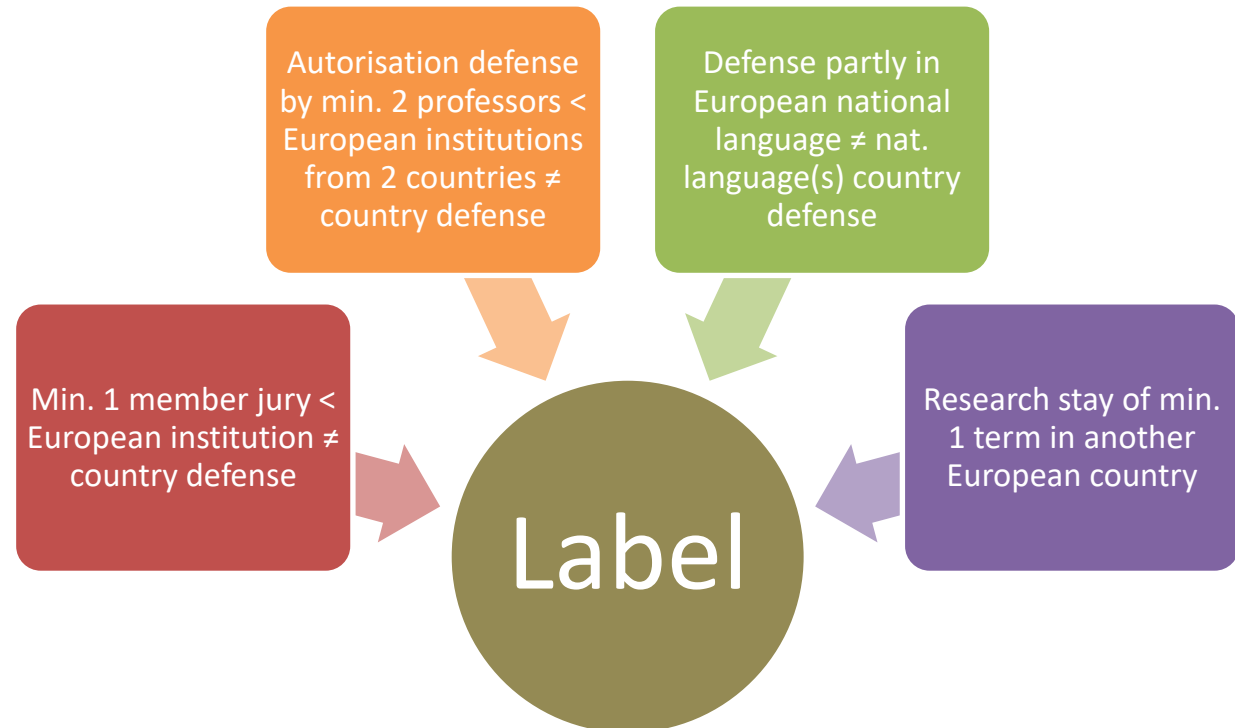 Min. 1 member jury <
European institution ≠
country defense
Autorisation defense
by min. 2 professors <
European institutions
from 2 countries ≠
country defense
Defense partly in
European national
language ≠ nat.
language(s) country
defense
Research stay of min.
1 term in another
European country
Label